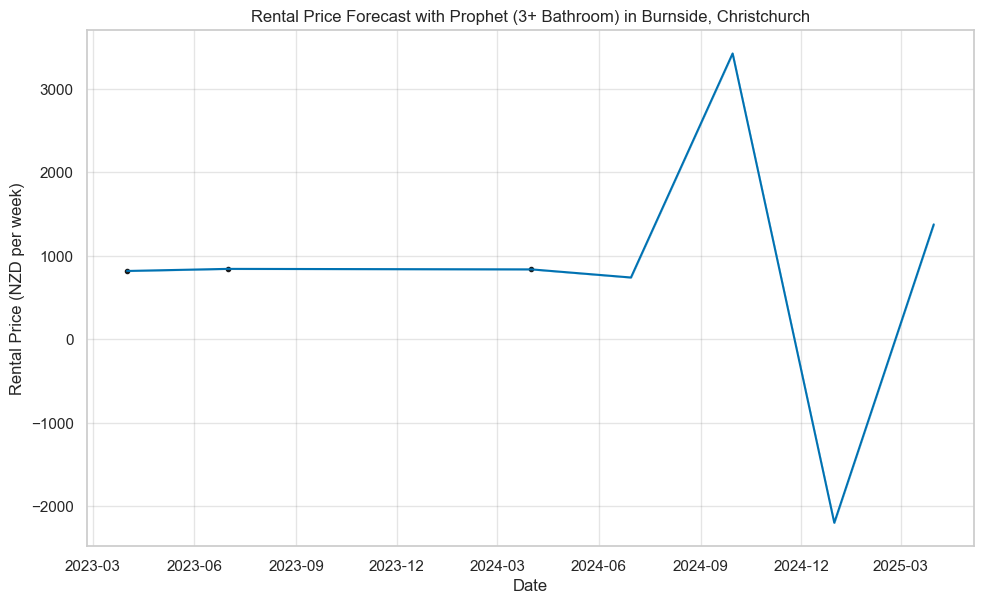 Rental Price Forecast with Prophet (3+ Bathroom) in Burnside, Christchurch
Rental Price (NZD per week)
3000
2000
1000
0
−1000
−2000
2023-03 2023-06 2023-09 2023-12 2024-03 2024-06 2024-09 2024-12 2025-03
Date